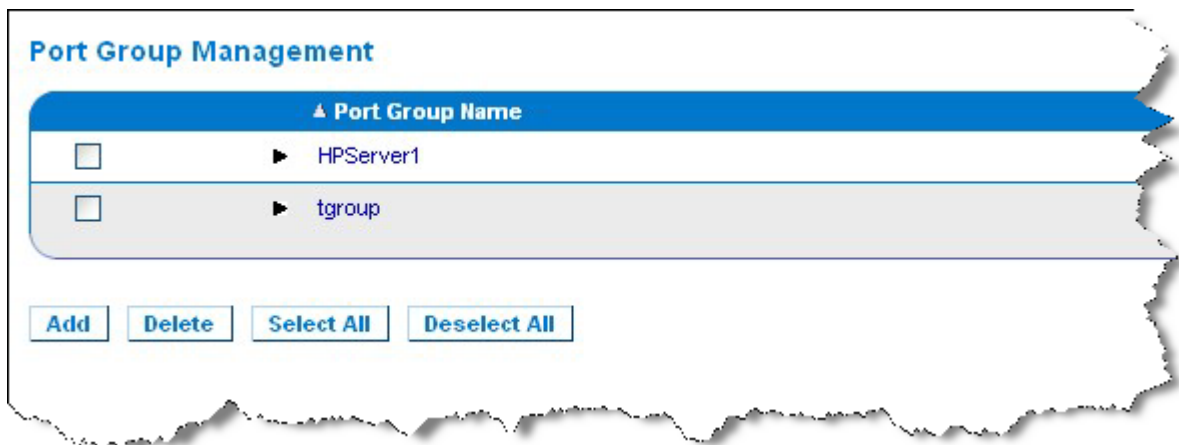 Port Group Management
Port Group Name
HPServer1
tgroup
Add Delete Select All Deselect All